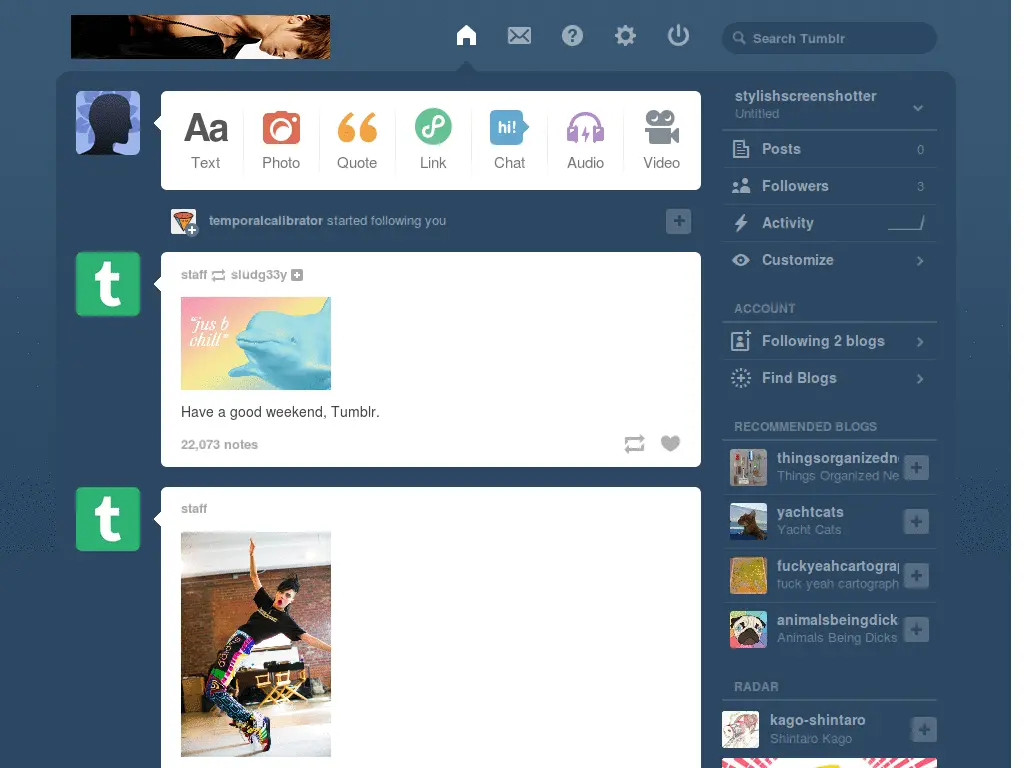 Search Tumblr
Aa
hi!
Text
Photo
Quote
Link
Chat
Audio
Video
temporalcalibrator started following you
t
staff sludg33y
"jus b
chill"
Have a good weekend, Tumblr.
22,073 notes
t
staff
stylishscreenshotter
Untitled
Posts 0
Followers 3
Activity
Customize
ACCOUNT
Following 2 blogs
Find Blogs
RECOMMENDED BLOGS
thingsorganizedn
Things Organized Ne
yachtcats
Yacht Cats
fuckyeahcartogra
fuck yeah cartograph
animalsbeingdick
Animals Being Dicks
RADAR
kago-shintaro
Shintaro Kago